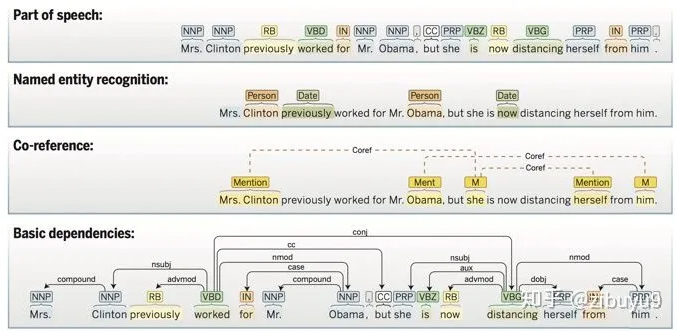 Part of speech:
NNP NNP RB VBD IN NNP NNP , CC PRP VBZ RB VBG PRP IN PRP .
Mrs. Clinton previously worked for Mr. Obama, but she is now distancing herself from him .
Named entity recognition:
Person Date Person Date
Mrs. Clinton previously worked for Mr. Obama, but she is now distancing herself from him.
Co-reference:
Coref
Coref
Coref
Mention Ment M Mention M
Mrs. Clinton previously worked for Mr. Obama, but she is now distancing herself from him.
Basic dependencies:
conj
cc
nsubj nmod nsubj nmod
compound advmod case compound aux advmod dobj case
NNP NNP RB VBD IN NNP NNP , CC PRP VBZ RB VBG PRP IN PRP
Mrs. Clinton previously worked for Mr. Obama, but she is now distancing herself from him.
知乎 @zibuyu9